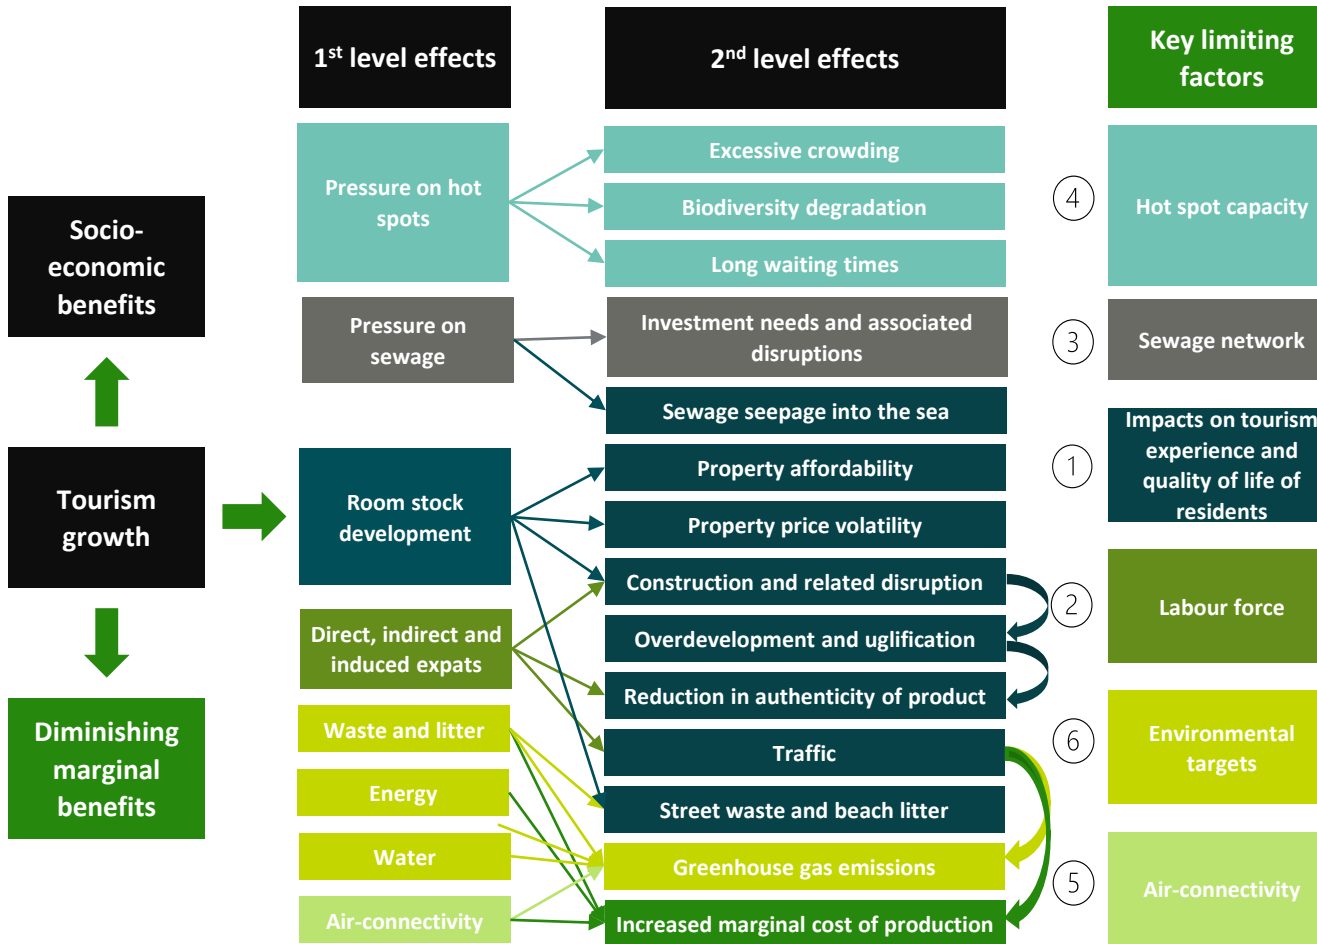 1st level effects
2nd level effects
Key limiting
factors
Socio-
economic
benefits
Tourism
growth
Diminishing
marginal
benefits
Pressure on hot
spots
Pressure on
sewage
Room stock
development
Direct, indirect and
induced expats
Waste and litter
Energy
Water
Air-connectivity
Excessive crowding
Biodiversity degradation
Long waiting times
Investment needs and associated
disruptions
Sewage seepage into the sea
Property affordability
Property price volatility
Construction and related disruption
Overdevelopment and uglification
Reduction in authenticity of product
Traffic
Street waste and beach litter
Greenhouse gas emissions
Increased marginal cost of production
4
Hot spot capacity
3
Sewage network
1
Impacts on tourism
experience and
quality of life of
residents
2
Labour force
6
Environmental
targets
5
Air-connectivity